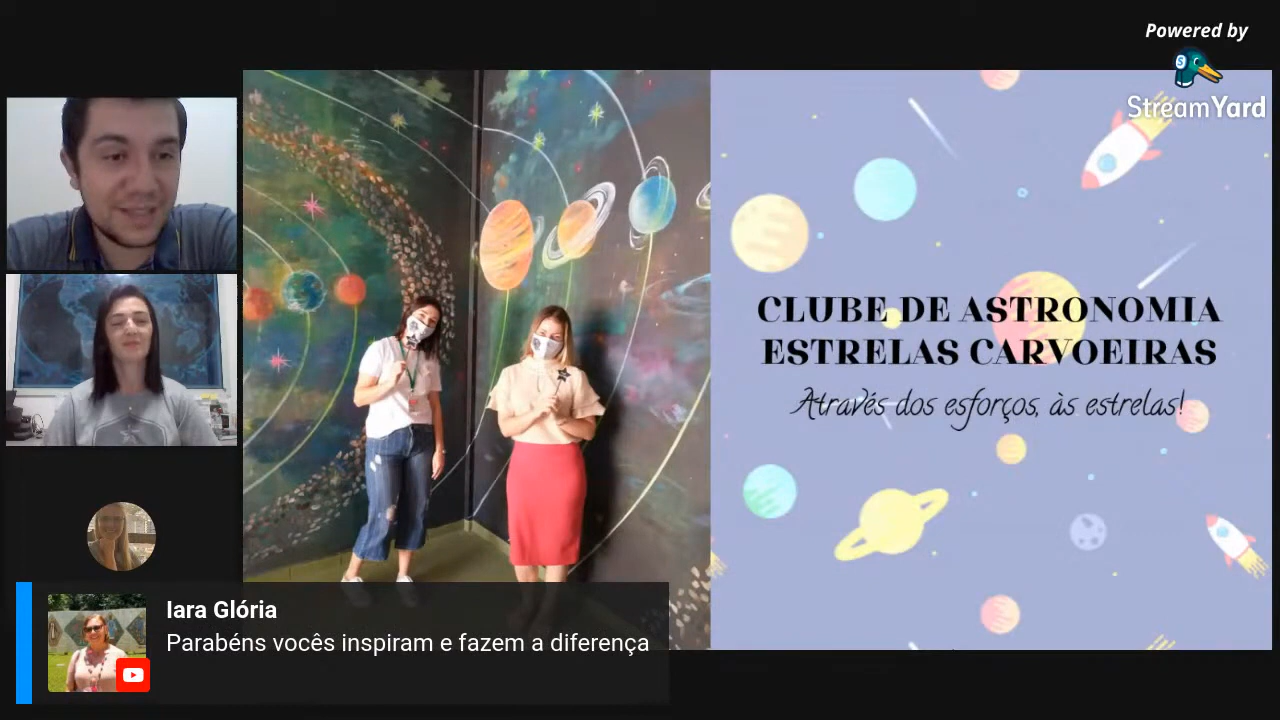 Powered by
StreamYard
CLUBE DE ASTRONOMIA
ESTRELAS CARVOEIRAS
Através dos esforços, às estrelas!
Iara Glória
Parabéns vocês inspiram e fazem a diferença